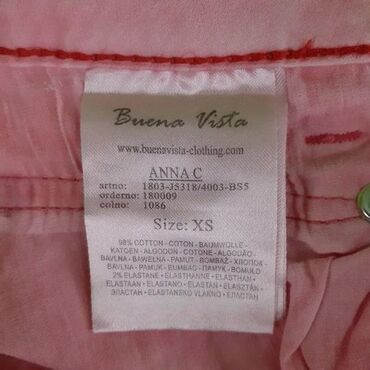 Buena Vista
www.buenavista-clothing.com
ANNA C
artno: 1803-J5318/4003-BS5
orderno: 180009
colno: 1086
Size: XS
98% COTTON - COTON - BAUMWOLLE -
KATOEN - ALGODON - COTONE - ALGODÃO -
BAVLNA - BAWEŁNA - PAMUT - BOMBAŽ - ХЛОПОК -
BAVLNA - PAMUK - BUMBAC - ПАМУК - BOMULD
2% ELASTANE - ELASTHANNE - ELASTHAN -
ELASTAAN - ELASTANO - ELASTAN - ELASZTÁN -
ЭЛАСТАН - ELASTANSKO VLAKNO - ЕЛАСТАН